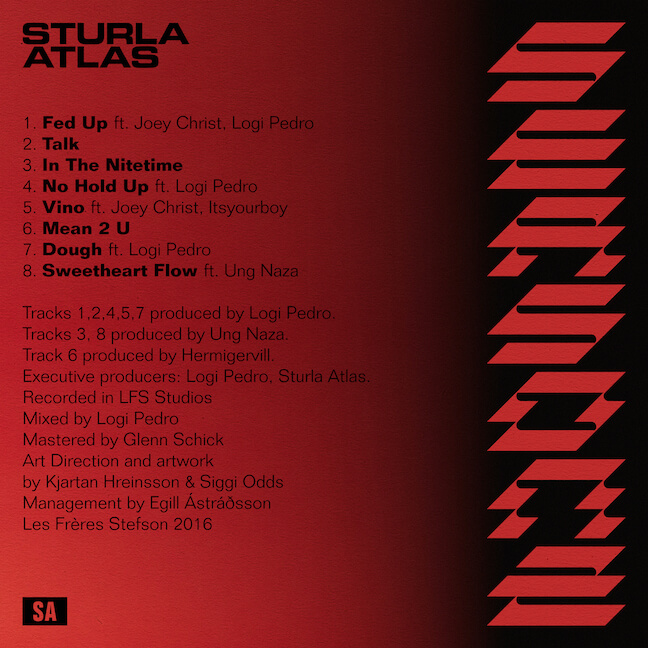 STURLA
ATLAS
1. Fed Up ft. Joey Christ, Logi Pedro
2. Talk
3. In The Nitetime
4. No Hold Up ft. Logi Pedro
5. Vino ft. Joey Christ, Itsyourboy
6. Mean 2 U
7. Dough ft. Logi Pedro
8. Sweetheart Flow ft. Ung Naza
Tracks 1,2,4,5,7 produced by Logi Pedro.
Tracks 3, 8 produced by Ung Naza.
Track 6 produced by Hermigervill.
Executive producers: Logi Pedro, Sturla Atlas.
Recorded in LFS Studios
Mixed by Logi Pedro
Mastered by Glenn Schick
Art Direction and artwork
by Kjartan Hreinsson & Siggi Odds
Management by Egill Ástráðsson
Les Frères Stefson 2016
SA
SEASON2